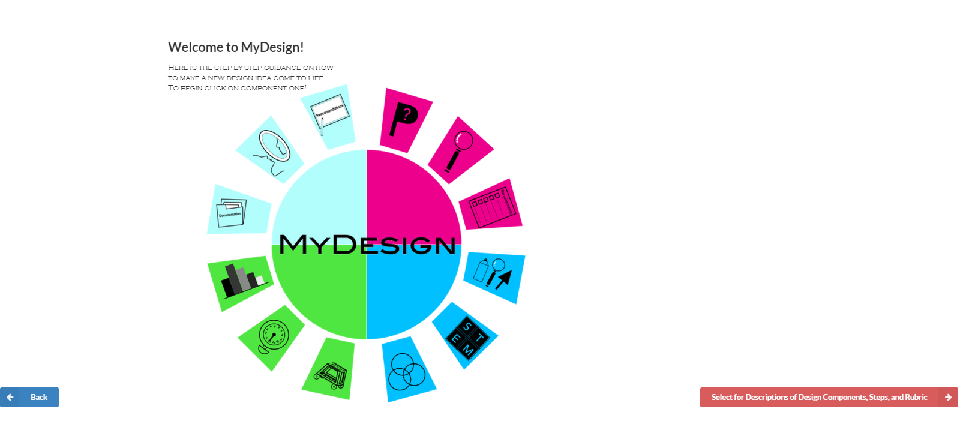 Welcome to MyDesign!
Here is the step by step guidance on how
to make a new design idea come to life.
To begin click on component one!
?
MyDesign
S
T
E
M
Back
Select for Descriptions of Design Components, Steps, and Rubric